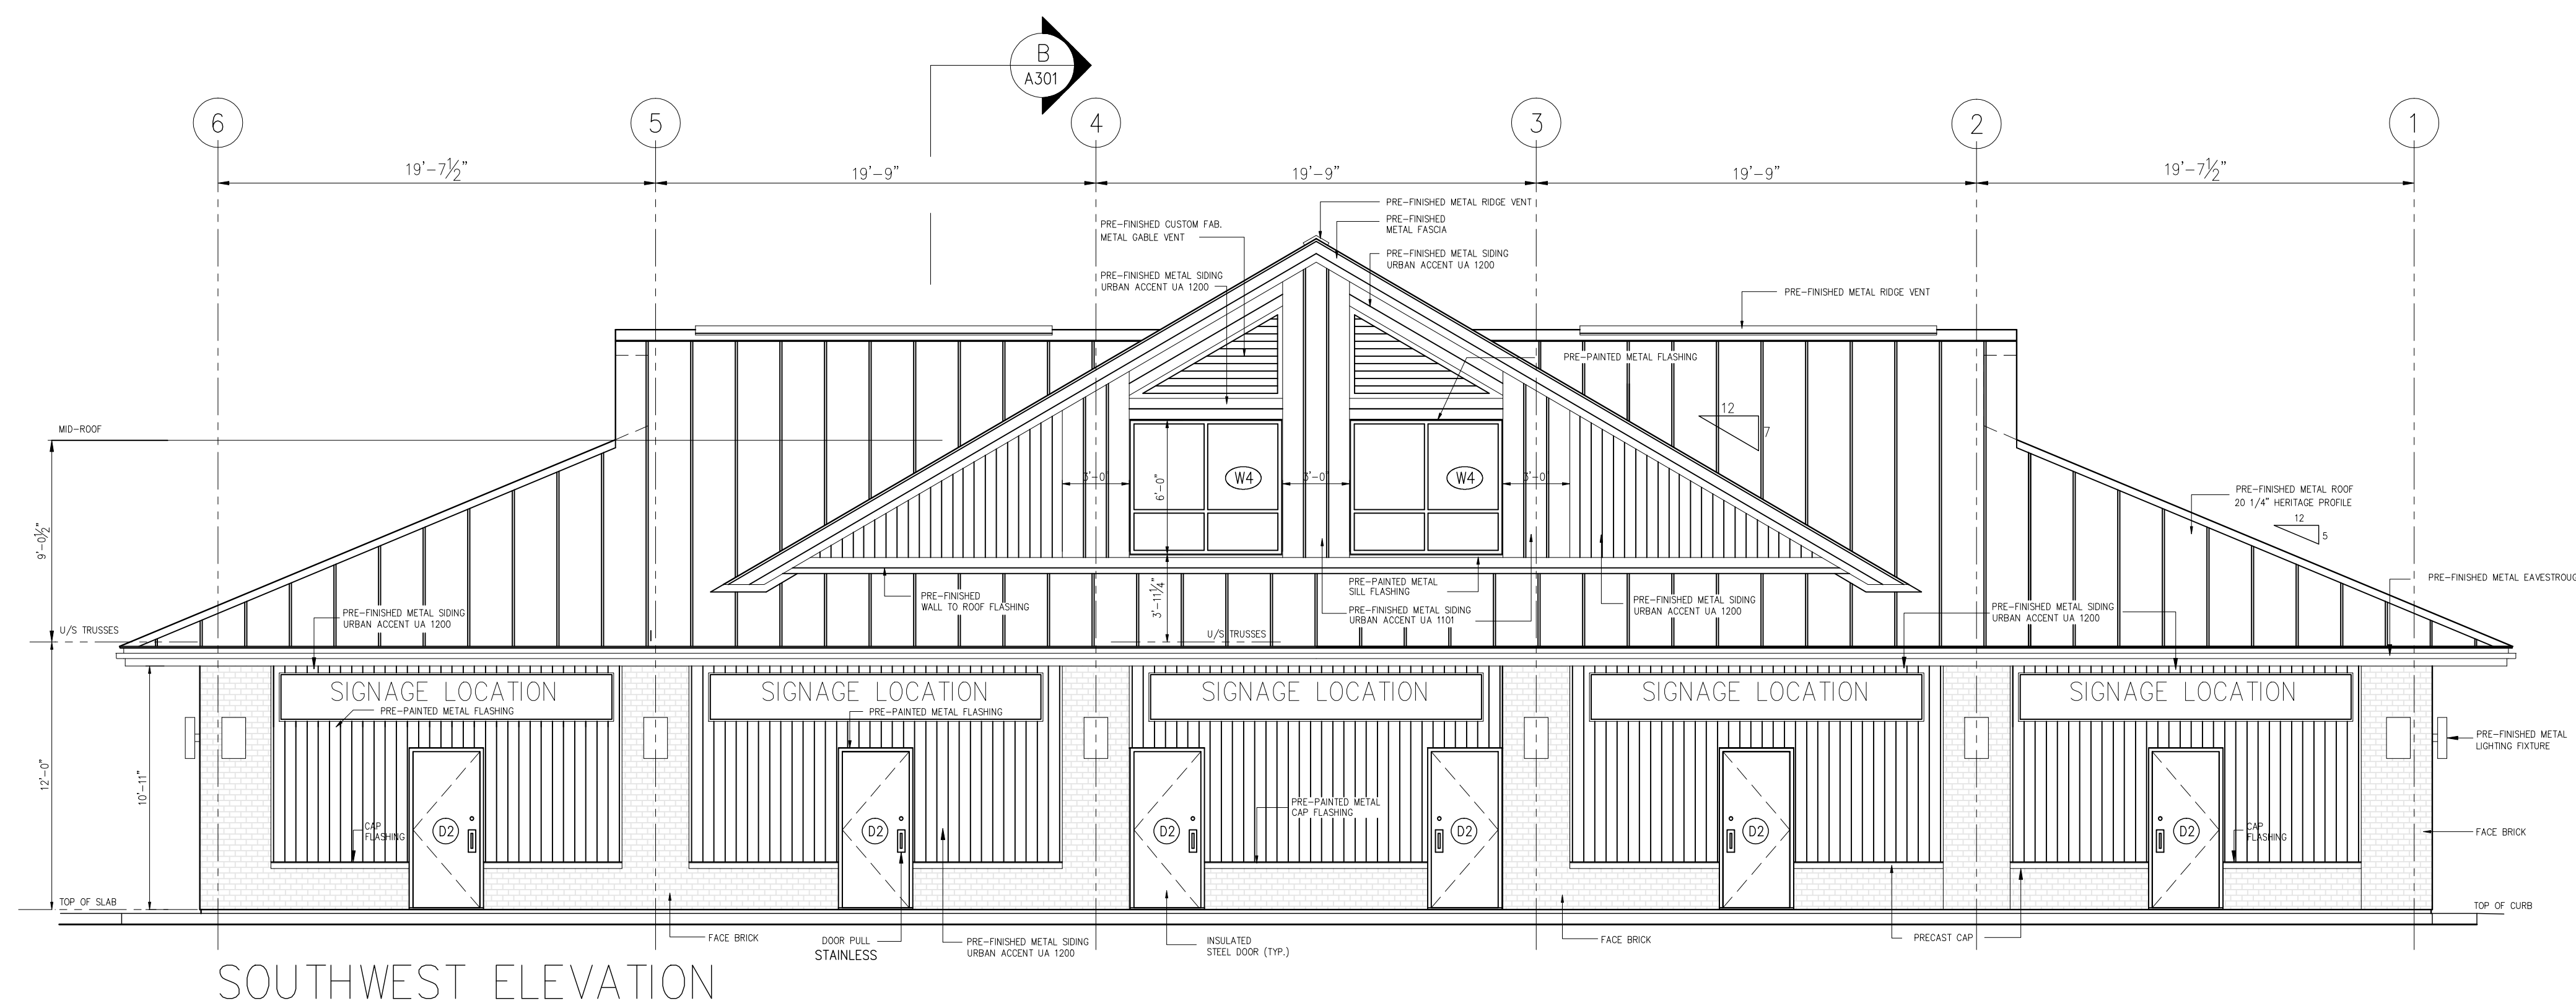 B
A301
6
5
4
3
2
1
19'-7½"
19'-9"
19'-9"
19'-9"
19'-7½"
PRE-FINISHED METAL RIDGE VENT
PRE-FINISHED
METAL FASCIA
PRE-FINISHED CUSTOM FAB.
METAL GABLE VENT
PRE-FINISHED METAL SIDING
URBAN ACCENT UA 1200
PRE-FINISHED METAL SIDING
URBAN ACCENT UA 1200
PRE-FINISHED METAL RIDGE VENT
PRE-PAINTED METAL FLASHING
12
7
MID-ROOF
W4
W4
3'-0"
3'-0"
3'-0"
6'-0"
PRE-FINISHED METAL ROOF
20 1/4" HERITAGE PROFILE
12
5
9'-0½"
PRE-FINISHED METAL EAVESTROUG
3'-11¼"
PRE-FINISHED
WALL TO ROOF FLASHING
PRE-PAINTED METAL
SILL FLASHING
PRE-FINISHED METAL SIDING
URBAN ACCENT UA 1101
PRE-FINISHED METAL SIDING
URBAN ACCENT UA 1200
PRE-FINISHED METAL SIDING
URBAN ACCENT UA 1200
PRE-FINISHED METAL SIDING
URBAN ACCENT UA 1200
U/S TRUSSES
U/S TRUSSES
SIGNAGE LOCATION
SIGNAGE LOCATION
SIGNAGE LOCATION
SIGNAGE LOCATION
SIGNAGE LOCATION
PRE-PAINTED METAL FLASHING
PRE-PAINTED METAL FLASHING
PRE-FINISHED METAL
LIGHTING FIXTURE
12'-0"
10'-11"
PRE-PAINTED METAL
CAP FLASHING
CAP
FLASHING
CAP
FLASHING
D2
D2
D2
D2
D2
D2
FACE BRICK
TOP OF SLAB
TOP OF CURB
FACE BRICK
DOOR PULL
STAINLESS
PRE-FINISHED METAL SIDING
URBAN ACCENT UA 1200
INSULATED
STEEL DOOR (TYP.)
FACE BRICK
PRECAST CAP
SOUTHWEST ELEVATION